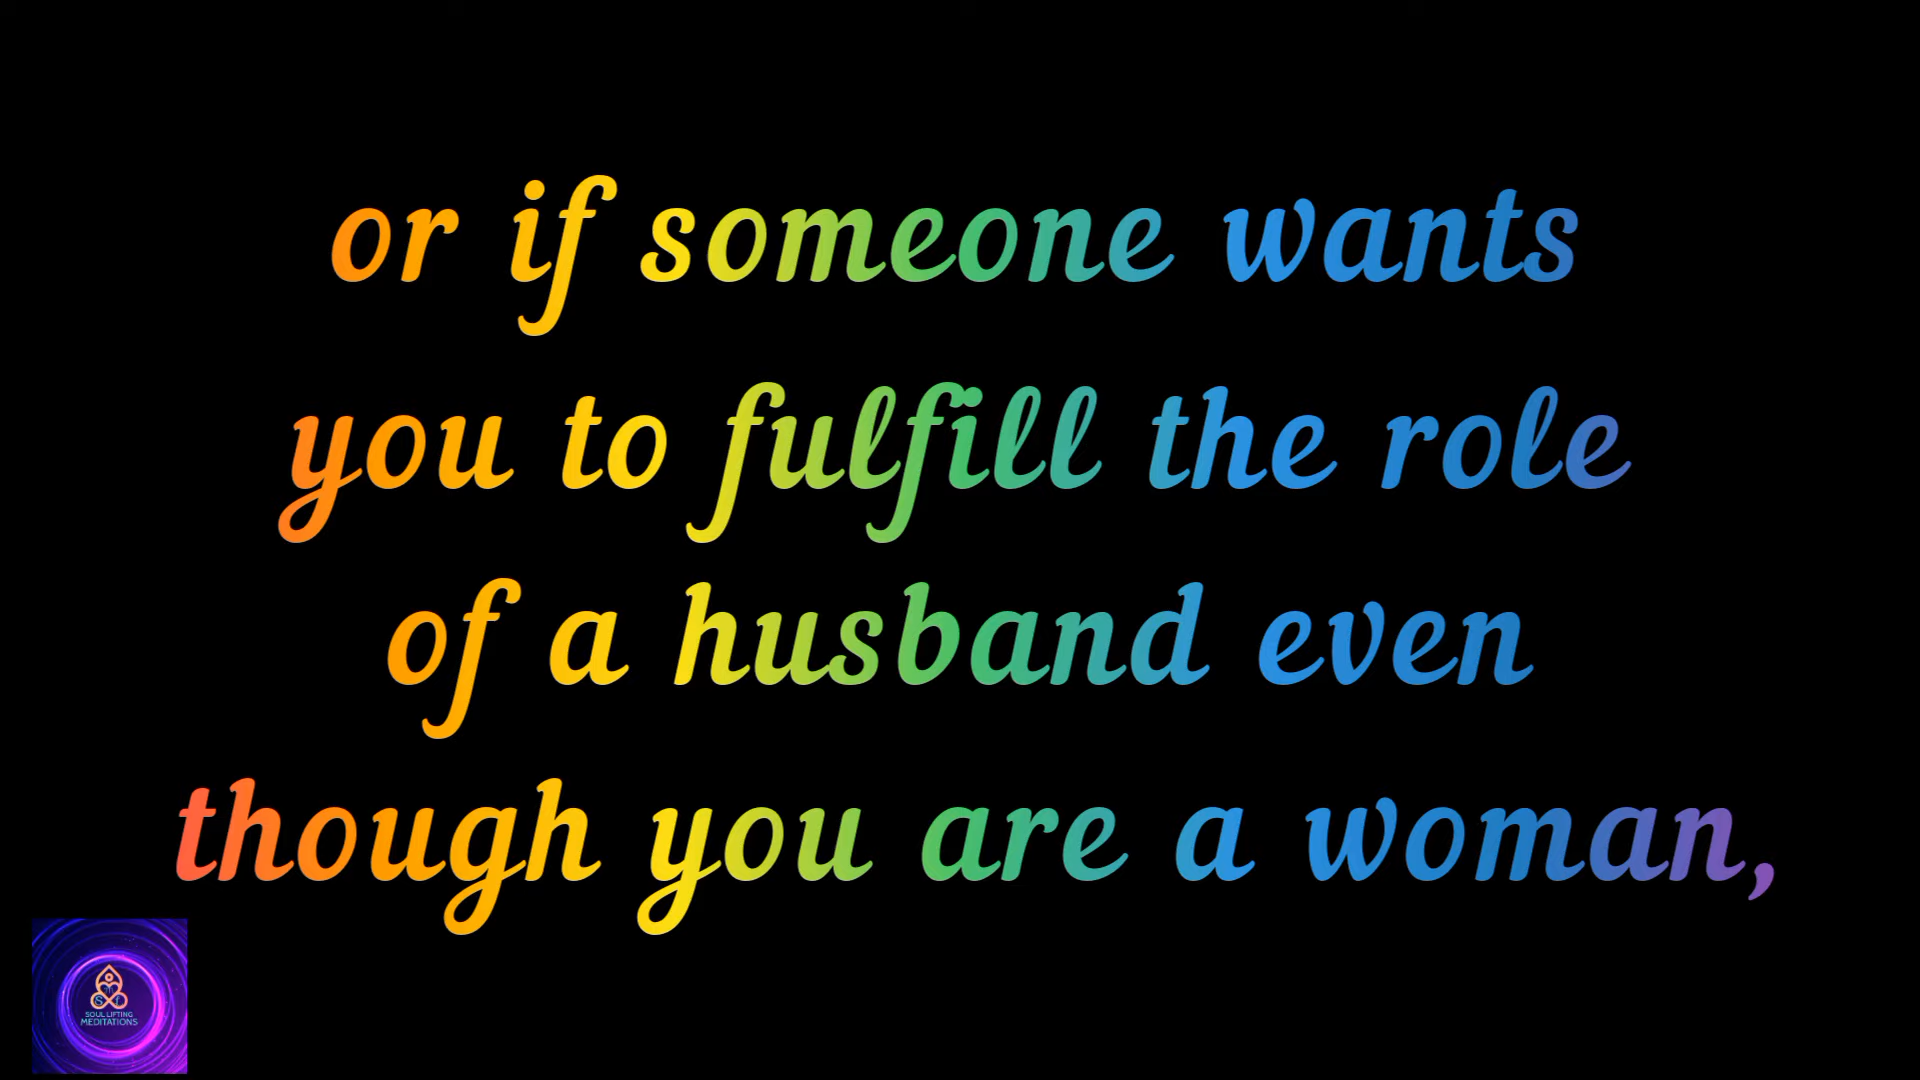 or if someone wants
you to fulfill the role
of a husband even
though you are a woman,
SOUL LIFTING
MEDITATIONS